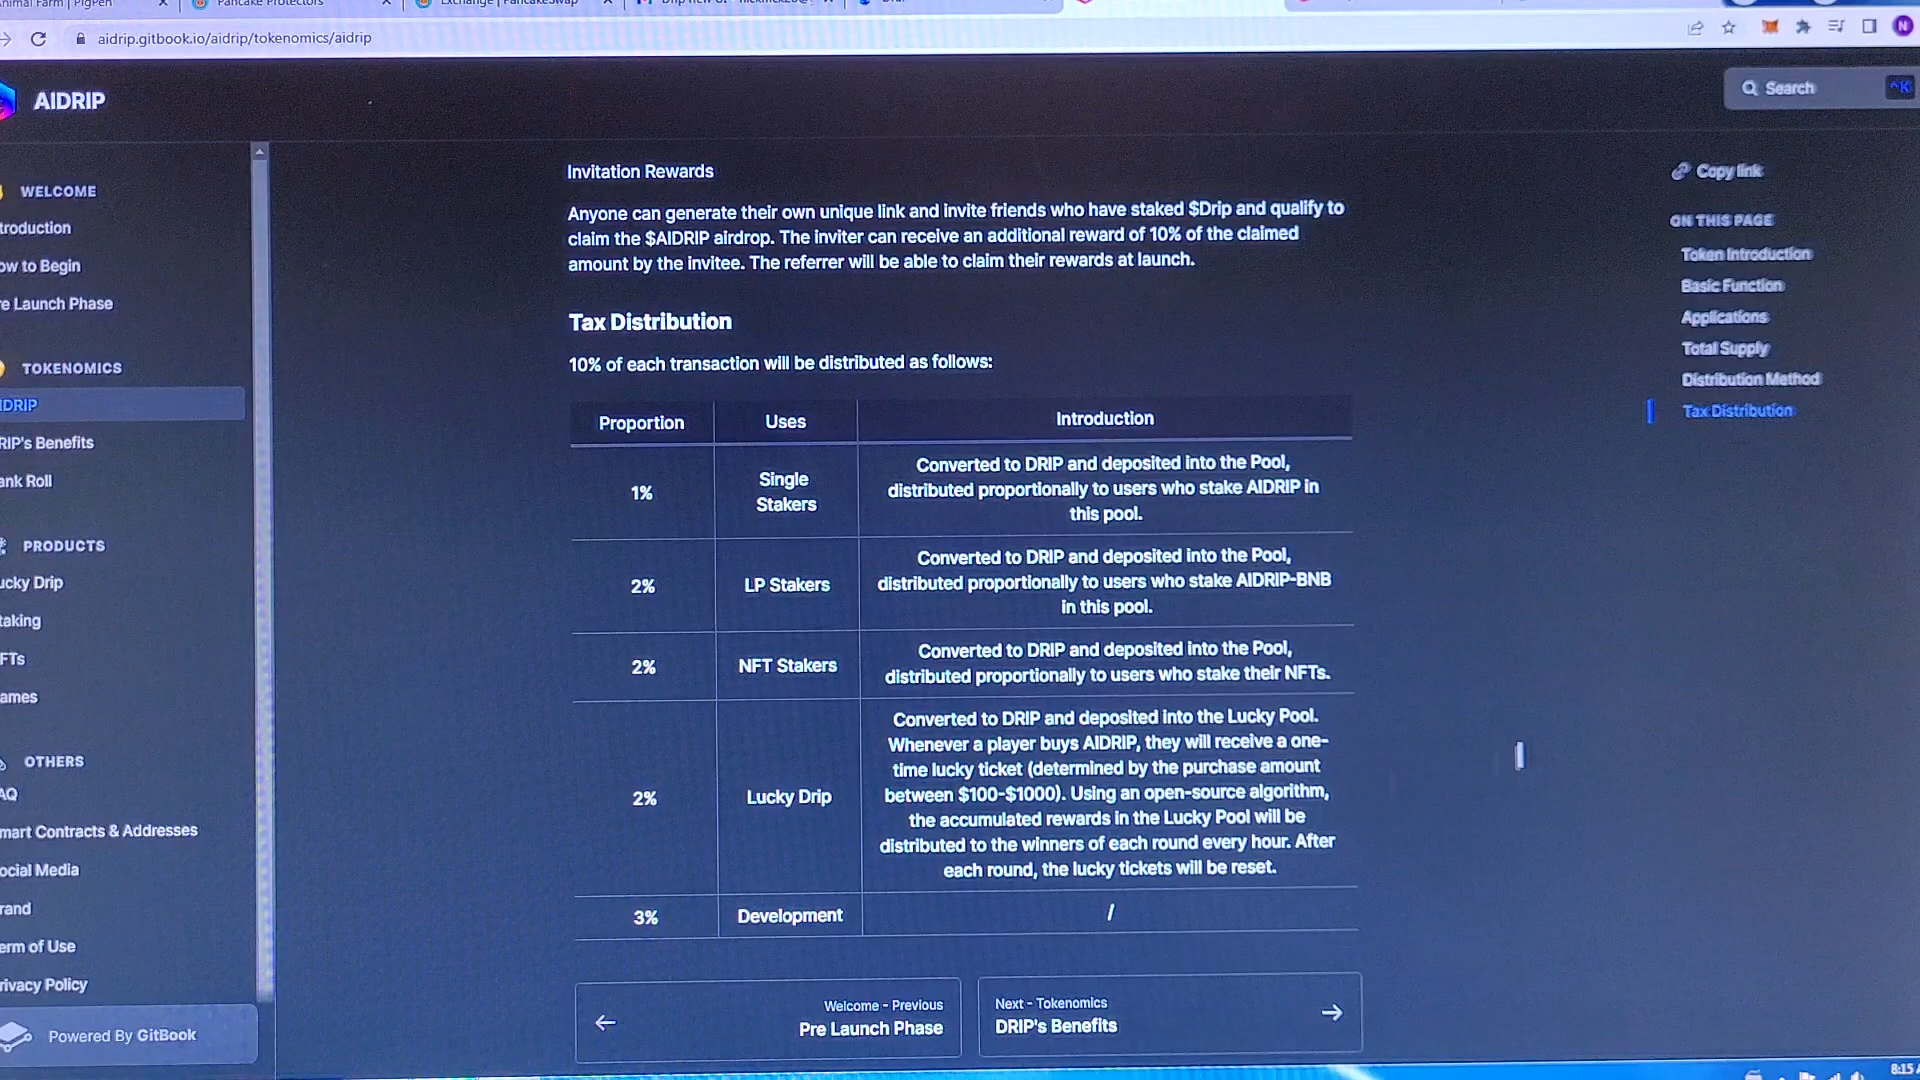 Animal Farm | PigPen
Pancake Protectors
Exchange | PancakeSwap
aidrip.gitbook.io/aidrip/tokenomics/aidrip
AIDRIP
Search
^K
N
WELCOME
troduction
ow to Begin
re Launch Phase
TOKENOMICS
IDRIP
RIP's Benefits
ank Roll
PRODUCTS
ucky Drip
taking
FTs
ames
OTHERS
AQ
mart Contracts & Addresses
ocial Media
rand
erm of Use
rivacy Policy
Powered By GitBook
Invitation Rewards
Anyone can generate their own unique link and invite friends who have staked $Drip and qualify to
claim the $AIDRIP airdrop. The inviter can receive an additional reward of 10% of the claimed
amount by the invitee. The referrer will be able to claim their rewards at launch.
Tax Distribution
10% of each transaction will be distributed as follows:
Proportion Uses Introduction
1%
Single
Stakers
Converted to DRIP and deposited into the Pool,
distributed proportionally to users who stake AIDRIP in
this pool.
2%
LP Stakers
Converted to DRIP and deposited into the Pool,
distributed proportionally to users who stake AIDRIP-BNB
in this pool.
2%
NFT Stakers
Converted to DRIP and deposited into the Pool,
distributed proportionally to users who stake their NFTs.
2%
Lucky Drip
Converted to DRIP and deposited into the Lucky Pool.
Whenever a player buys AIDRIP, they will receive a one-
time lucky ticket (determined by the purchase amount
between $100-$1000). Using an open-source algorithm,
the accumulated rewards in the Lucky Pool will be
distributed to the winners of each round every hour. After
each round, the lucky tickets will be reset.
3%
Development
/
Welcome - Previous
Pre Launch Phase
Next - Tokenomics
DRIP's Benefits
Copy link
ON THIS PAGE
Token Introduction
Basic Function
Applications
Total Supply
Distribution Method
Tax Distribution
8:15